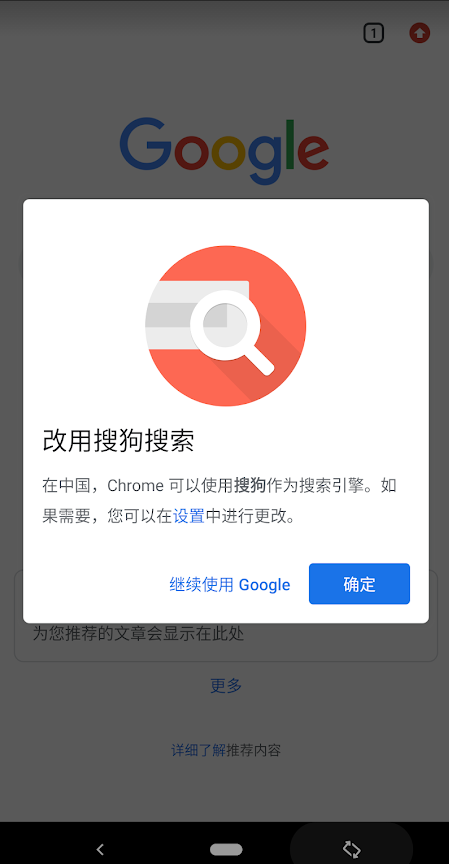 1
Google
改用搜狗搜索
在中国，Chrome 可以使用搜狗作为搜索引擎。如
果需要，您可以在设置中进行更改。
继续使用 Google
确定
为您推荐的文章会显示在此处
更多
详细了解推荐内容